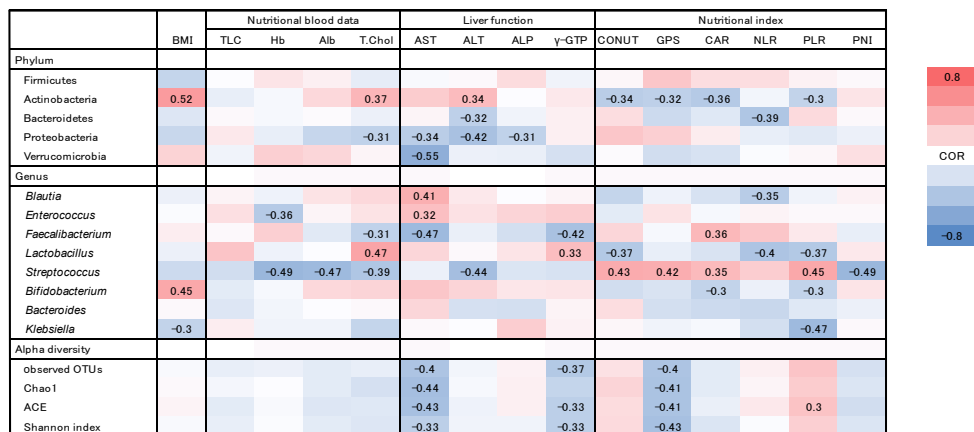 Nutritional blood data Liver function Nutritional index
BMI TLC Hb Alb T.Chol AST ALT ALP γ-GTP CONUT GPS CAR NLR PLR PNI
Phylum
Firmicutes
Actinobacteria 0.52 0.37 0.34 -0.34 -0.32 -0.36 -0.3
Bacteroidetes -0.32 -0.39
Proteobacteria -0.31 -0.34 -0.42 -0.31
Verrucomicrobia -0.55
Genus
Blautia 0.41 -0.35
Enterococcus -0.36 0.32
Faecalibacterium -0.31 -0.47 -0.42 0.36
Lactobacillus 0.47 0.33 -0.37 -0.4 -0.37
Streptococcus -0.49 -0.47 -0.39 -0.44 0.43 0.42 0.35 0.45 -0.49
Bifidobacterium 0.45 -0.3 -0.3
Bacteroides
Klebsiella -0.3 -0.47
Alpha diversity
observed OTUs -0.4 -0.37 -0.4
Chao1 -0.44 -0.41
ACE -0.43 -0.33 -0.41 0.3
Shannon index -0.33 -0.33 -0.43
0.8
COR
-0.8